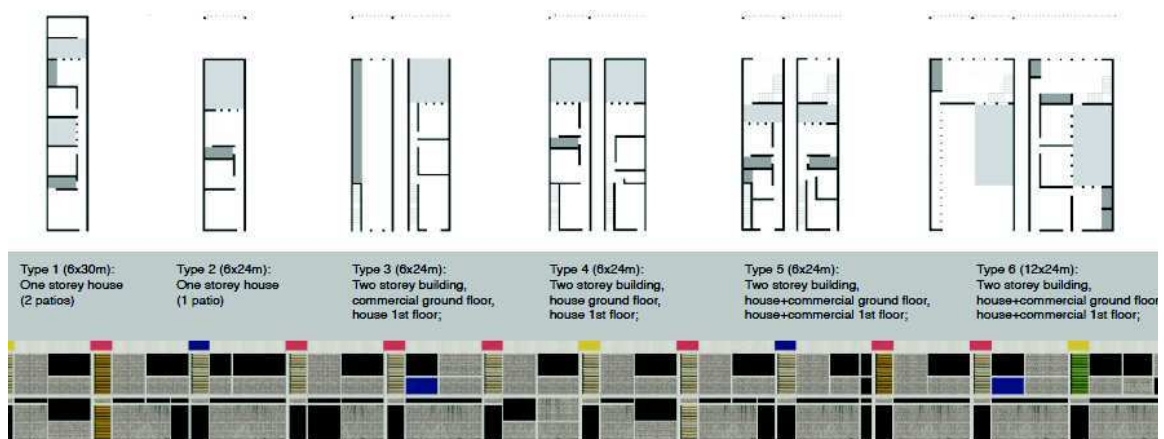 Type 1 (6x30m):
One storey house
(2 patios)
Type 2 (6x24m):
One storey house
(1 patio)
Type 3 (6x24m):
Two storey building,
commercial ground floor,
house 1st floor;
Type 4 (6x24m):
Two storey building,
house ground floor,
house 1st floor;
Type 5 (6x24m):
Two storey building,
house+commercial ground floor,
house+commercial 1st floor;
Type 6 (12x24m):
Two storey building,
house+commercial ground floor
house+commercial 1st floor;